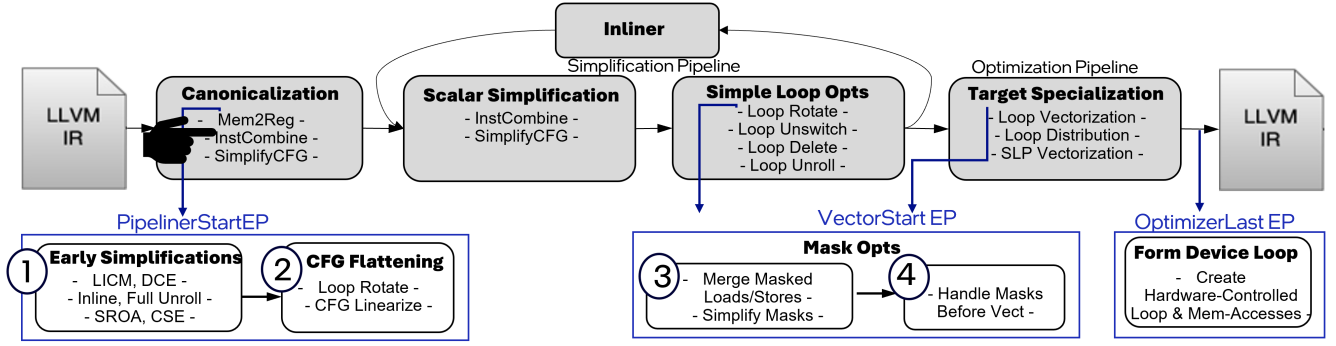 Inliner
Simplification Pipeline
Optimization Pipeline
LLVM
IR
Canonicalization
- Mem2Reg -
InstCombine -
- SimplifyCFG -
Scalar Simplification
- InstCombine -
- SimplifyCFG -
Simple Loop Opts
- Loop Rotate -
- Loop Unswitch -
- Loop Delete -
- Loop Unroll -
Target Specialization
- Loop Vectorization -
- Loop Distribution -
- SLP Vectorization -
LLVM
IR
PipelinerStartEP
VectorStart EP
OptimizerLast EP
1
Early Simplifications
- LICM, DCE -
- Inline, Full Unroll -
- SROA, CSE -
2
CFG Flattening
- Loop Rotate -
- CFG Linearize -
Mask Opts
3
- Merge Masked
Loads/Stores -
- Simplify Masks -
4
- Handle Masks
Before Vect -
Form Device Loop
- Create
Hardware-Controlled
Loop & Mem-Accesses -